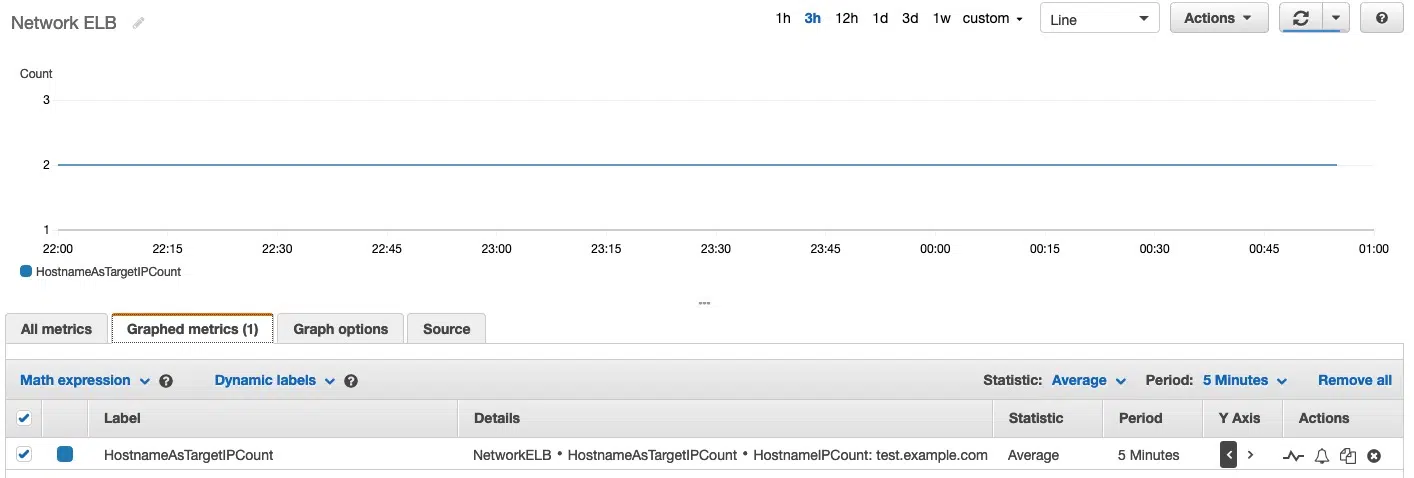 Network ELB
1h 3h 12h 1d 3d 1w custom Line Actions
Count
3
2
1
22:00 22:15 22:30 22:45 23:00 23:15 23:30 23:45 00:00 00:15 00:30 00:45 01:00
HostnameAsTargetIPCount
All metrics Graphed metrics (1) Graph options Source
Math expression Dynamic labels Statistic: Average Period: 5 Minutes Remove all
Label Details Statistic Period Y Axis Actions
HostnameAsTargetIPCount NetworkELB • HostnameAsTargetIPCount • HostnameIPCount: test.example.com Average 5 Minutes